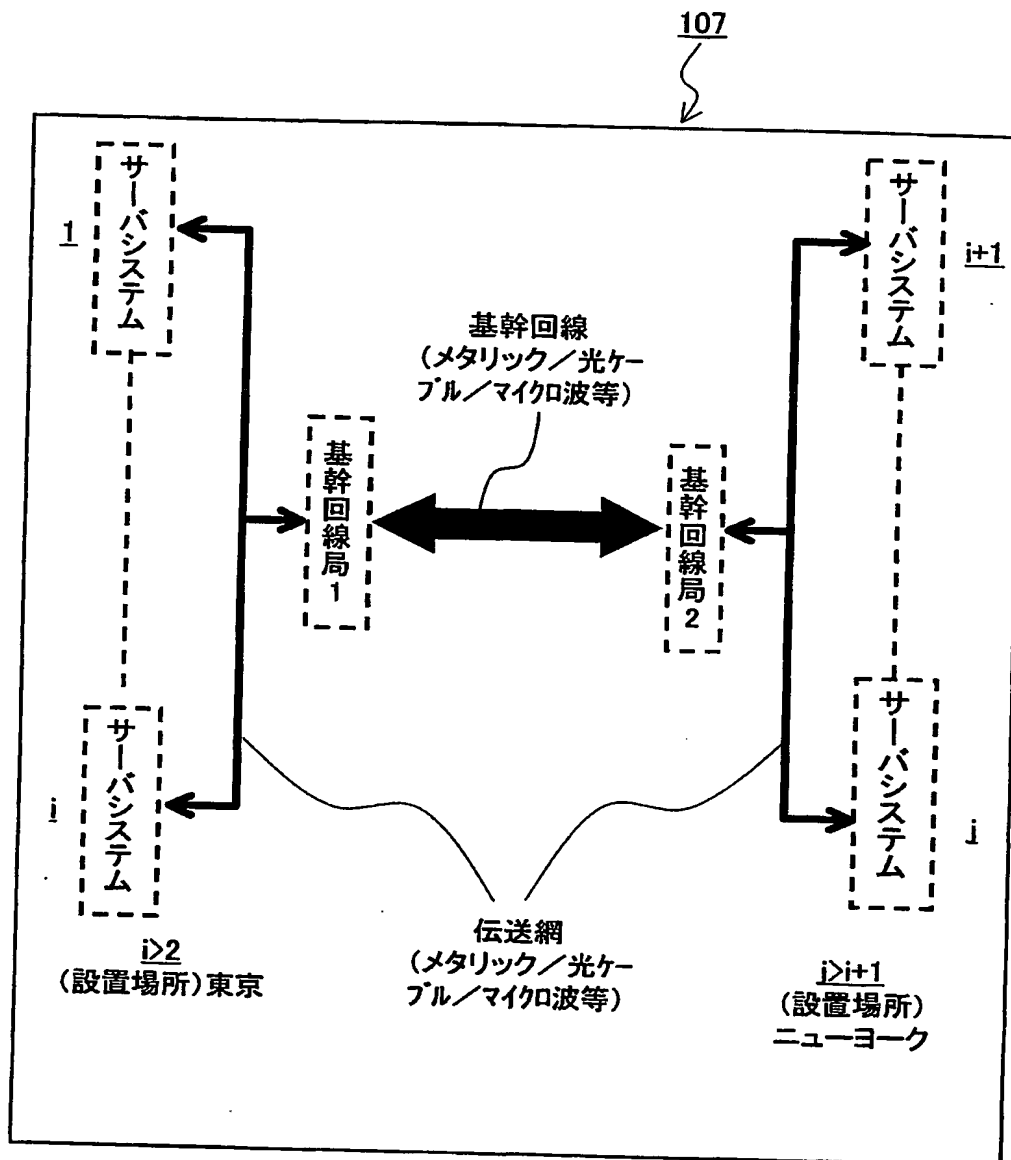 107
1
サーバシステム
サーバシステム
i+1
基幹回線
(メタリック／光ケー
ブル／マイクロ波等)
基幹回線局1
基幹回線局2
i
サーバシステム
サーバシステム
j
i>2
(設置場所)東京
伝送網
(メタリック／光ケー
ブル／マイクロ波等)
j>i+1
(設置場所)
ニューヨーク